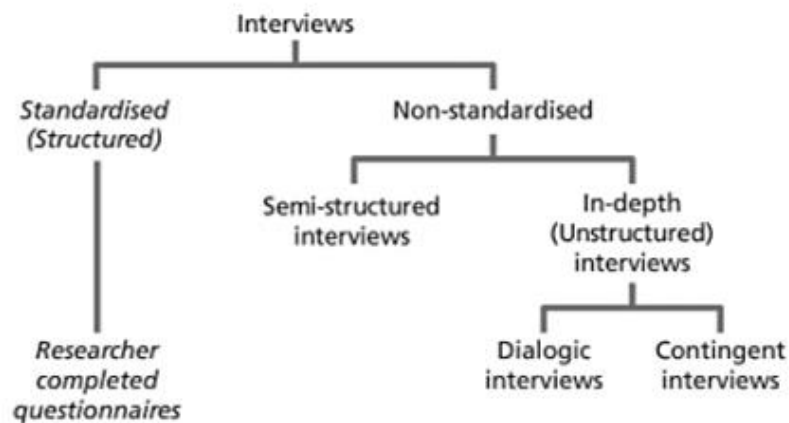 Interviews
Standardised
(Structured)
Non-standardised
Semi-structured
interviews
In-depth
(Unstructured)
interviews
Researcher
completed
questionnaires
Dialogic
interviews
Contingent
interviews